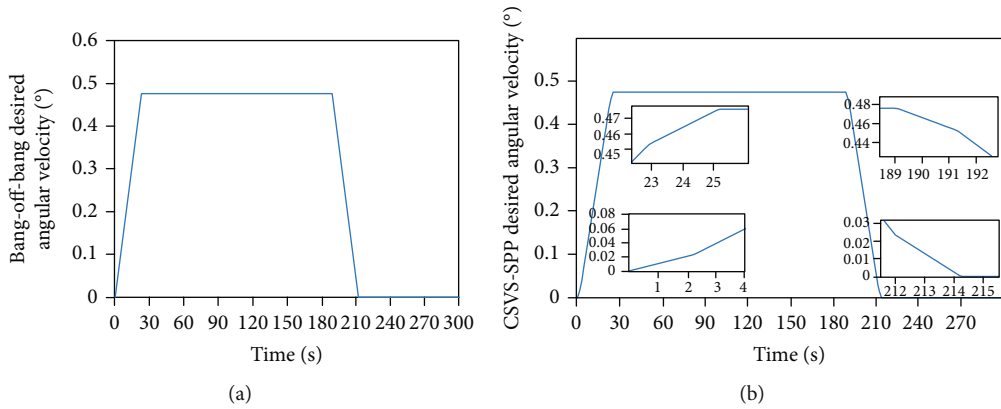 Bang-off-bang desired
angular velocity (°)
0.6
0.5
0.4
0.3
0.2
0.1
0
0 30 60 90 120 150 180 210 240 270 300
Time (s)
(a)
CSVS-SPP desired angular velocity (°)
0.5
0.4
0.3
0.2
0.1
0
0.47
0.46
0.45
23 24 25
0.48
0.46
0.44
189 190 191 192
0.08
0.06
0.04
0.02
0
1 2 3 4
0.03
0.02
0.01
0
212 213 214 215
0 30 60 90 120 150 180 210 240 270
Time (s)
(b)